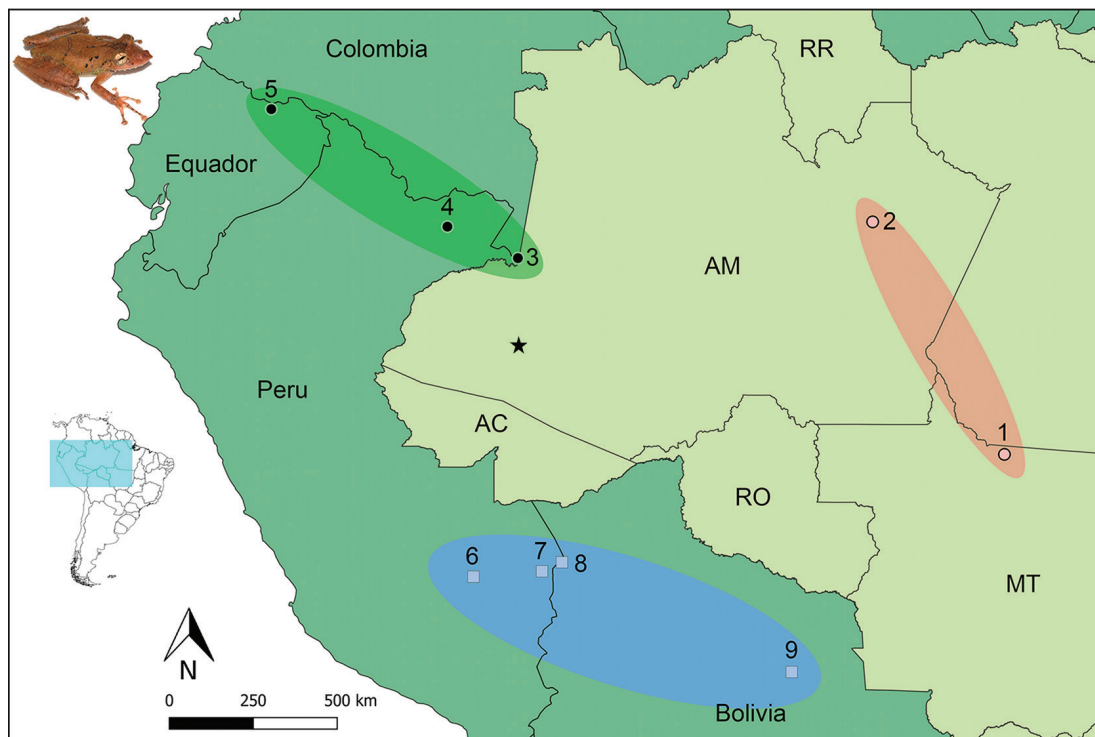 Colombia
RR
5
Equador
4
2
3
AM
Peru
1
AC
RO
6
7
8
MT
9
N
0 250 500 km
Bolivia